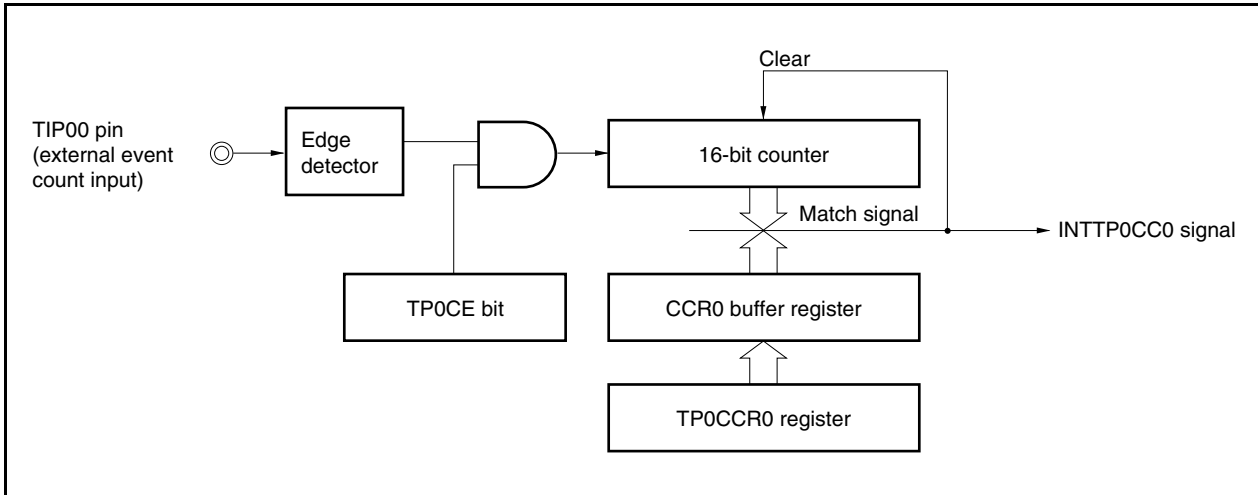 Clear
TIP00 pin
(external event
count input)
Edge
detector
16-bit counter
Match signal
INTTP0CC0 signal
TP0CE bit
CCR0 buffer register
TP0CCR0 register